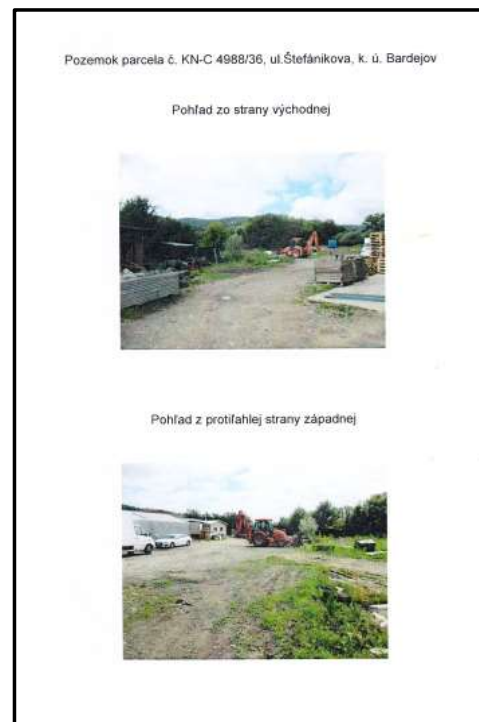 Pozemok parcela č. KN-C 4988/36, ul.Štefánikova, k. ú. Bardejov
Pohľad zo strany východnej
Pohľad z protiľahlej strany západnej